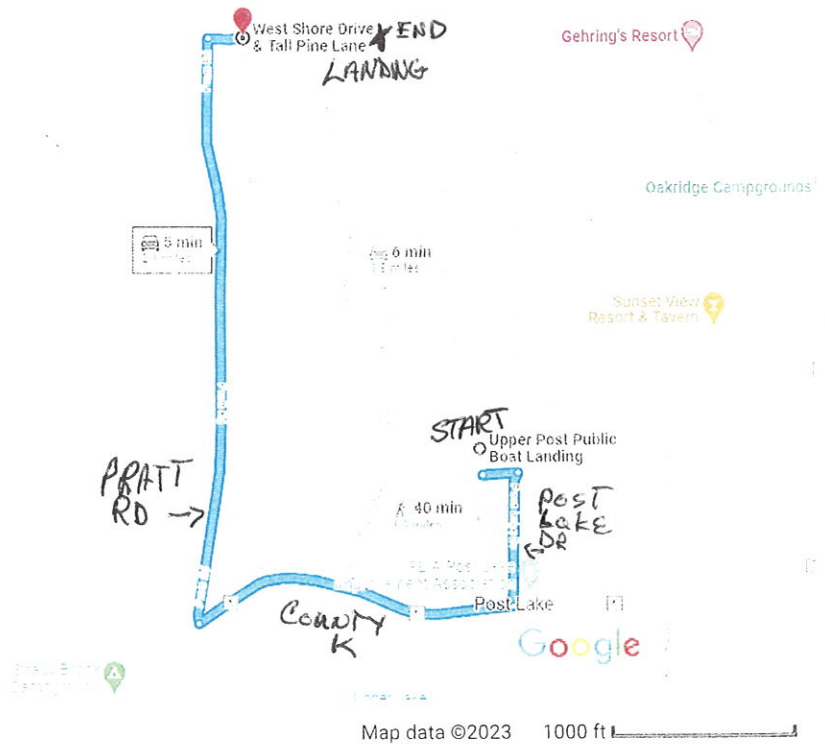 West Shore Drive
& Tall Pine Lane
END
LANDNG
Gehring's Resort
Oakridge Campgrounds
5 min
6 min
Sunset View
Resort & Tavern
START
Upper Post Public
Boat Landing
PRATT
RD →
40 min
POST
LAKE
DR
Post Lake
COUNTY
K
Google
Map data ©2023 1000 ft